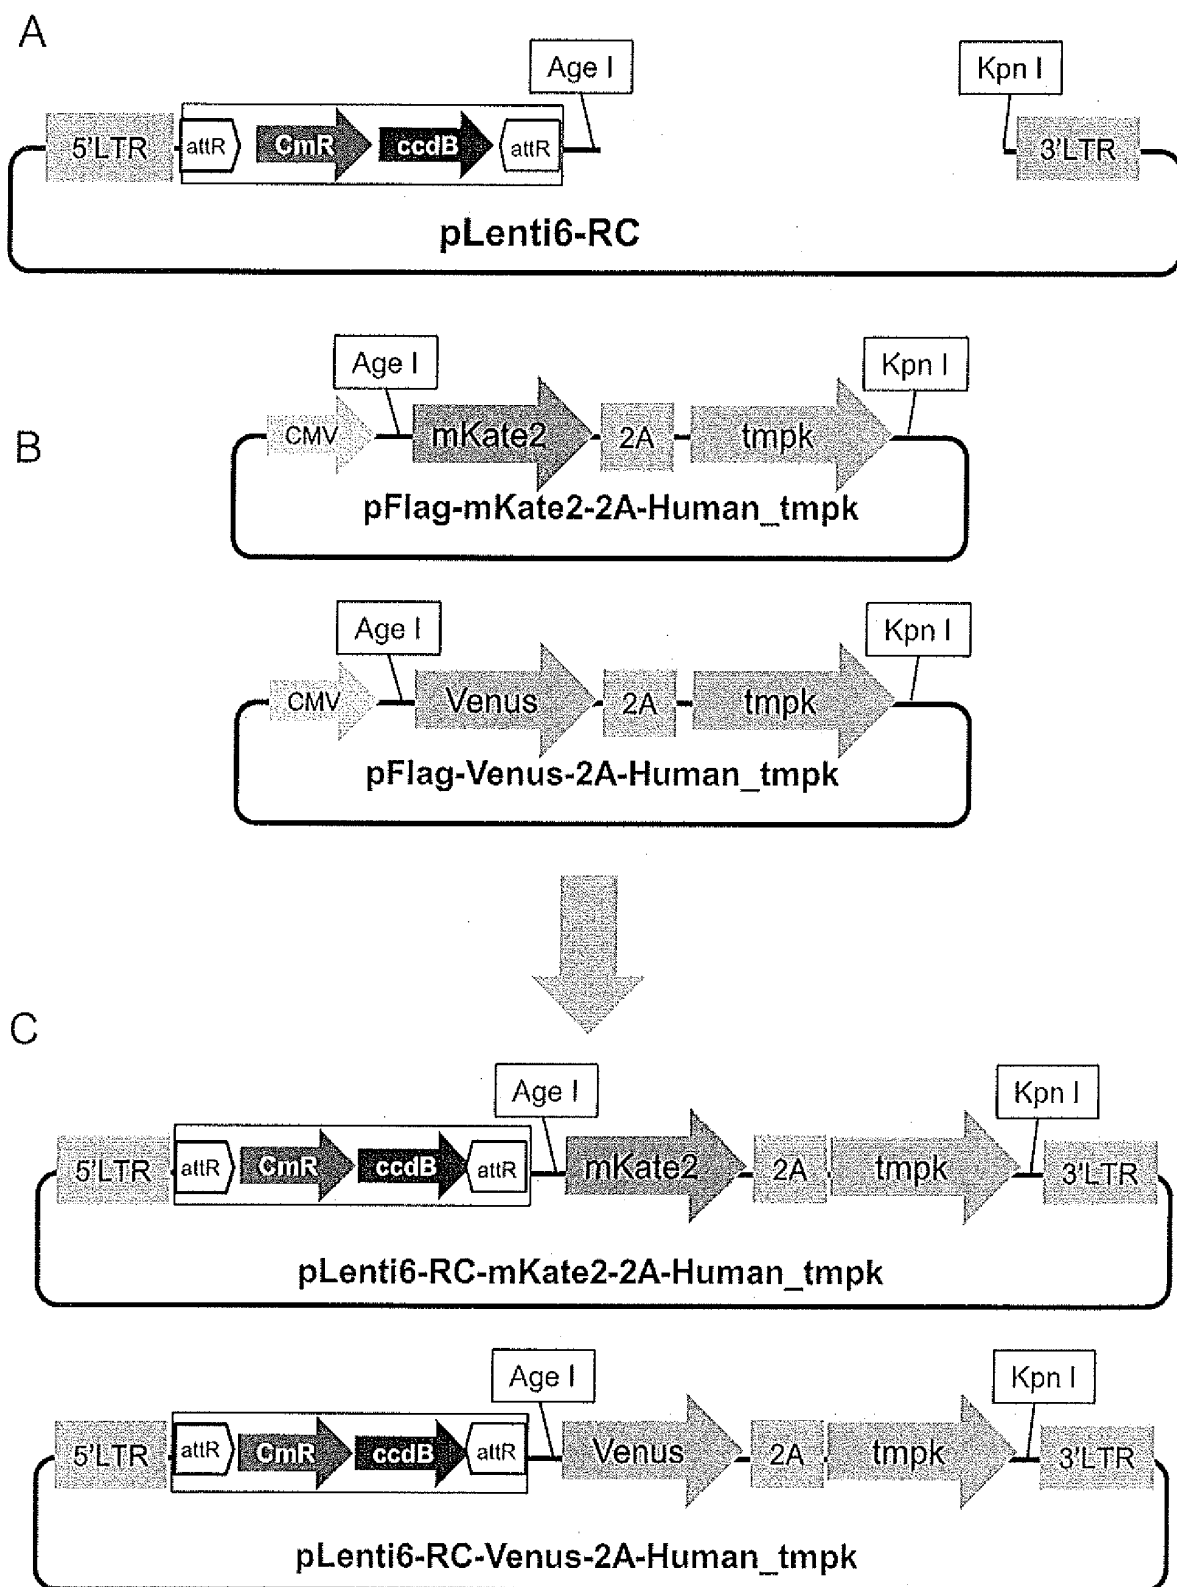 A
Age I
Kpn I
5'LTR attR CmR ccdB attR 3'LTR
pLenti6-RC
B
Age I
Kpn I
CMV mKate2 2A tmpk
pFlag-mKate2-2A-Human_tmpk
Age I
Kpn I
CMV Venus 2A tmpk
pFlag-Venus-2A-Human_tmpk
C
Age I
Kpn I
5'LTR attR CmR ccdB attR mKate2 2A tmpk 3'LTR
pLenti6-RC-mKate2-2A-Human_tmpk
Age I
Kpn I
5'LTR attR CmR ccdB attR Venus 2A tmpk 3'LTR
pLenti6-RC-Venus-2A-Human_tmpk